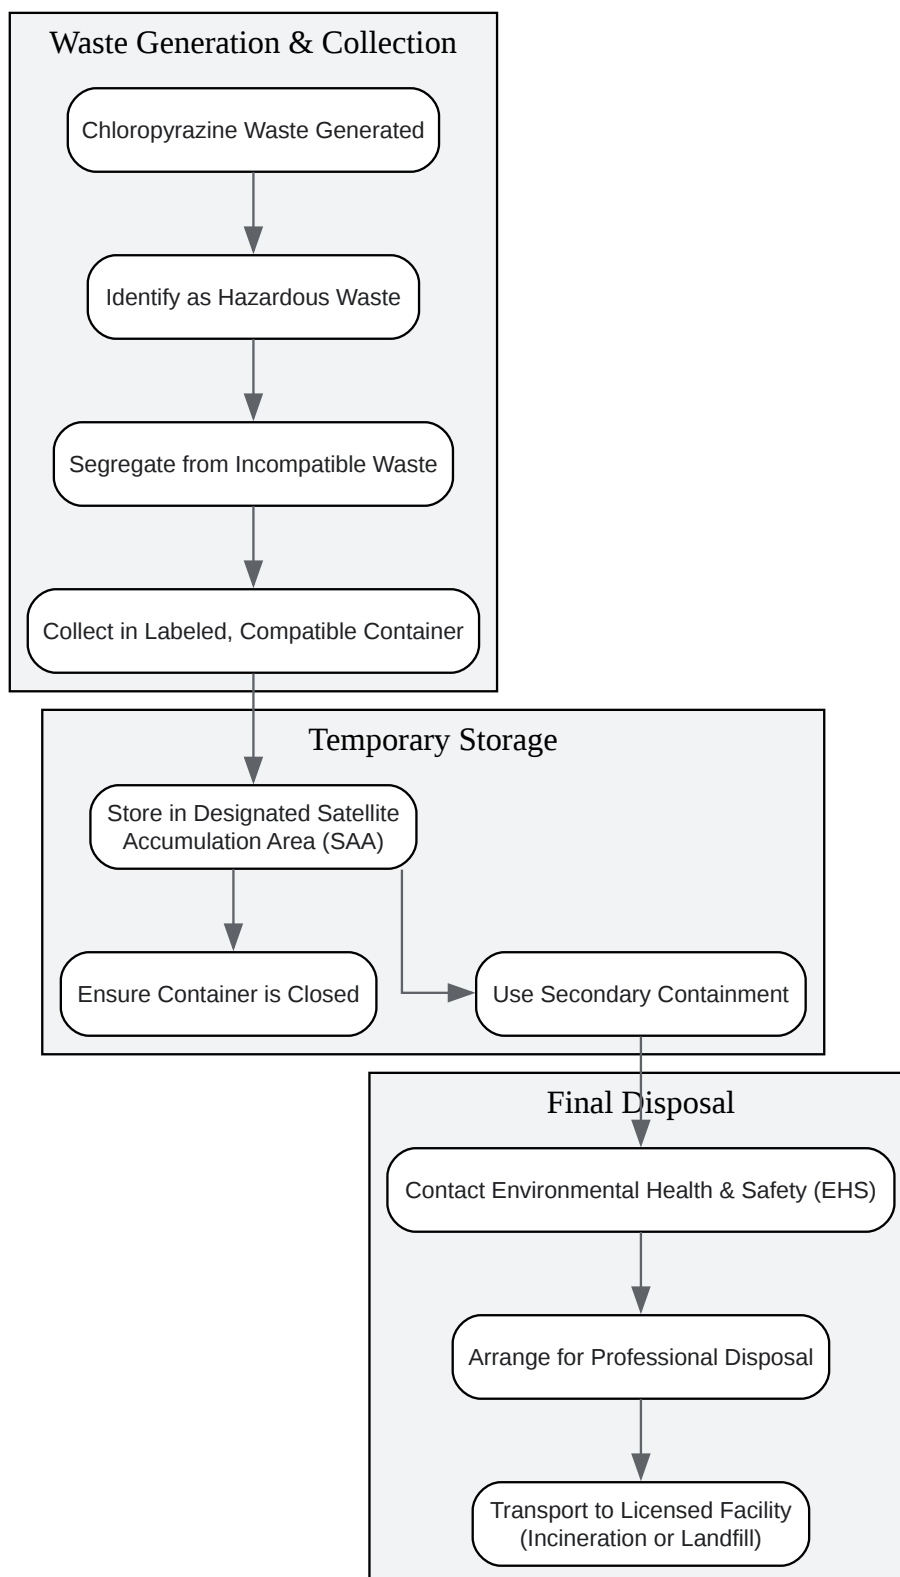 Waste Generation & Collection
Chloropyrazine Waste Generated
Identify as Hazardous Waste
Segregate from Incompatible Waste
Collect in Labeled, Compatible Container
Temporary Storage
Store in Designated Satellite
Accumulation Area (SAA)
Ensure Container is Closed
Use Secondary Containment
Final Disposal
Contact Environmental Health & Safety (EHS)
Arrange for Professional Disposal
Transport to Licensed Facility
(Incineration or Landfill)